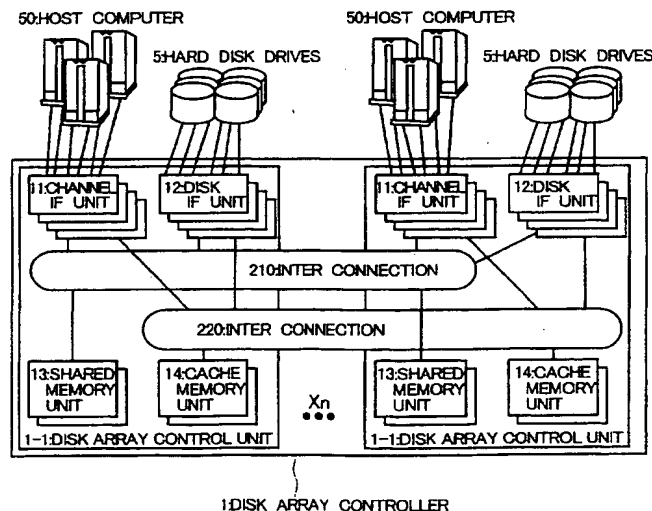 50:HOST COMPUTER
5:HARD DISK DRIVES
50:HOST COMPUTER
5:HARD DISK DRIVES
11:CHANNEL
IF UNIT
12:DISK
IF UNIT
11:CHANNEL
IF UNIT
12:DISK
IF UNIT
210:INTER CONNECTION
220:INTER CONNECTION
13:SHARED
MEMORY
UNIT
14:CACHE
MEMORY
UNIT
Xn
13:SHARED
MEMORY
UNIT
14:CACHE
MEMORY
UNIT
1-1:DISK ARRAY CONTROL UNIT
1-1:DISK ARRAY CONTROL UNIT
1:DISK ARRAY CONTROLLER